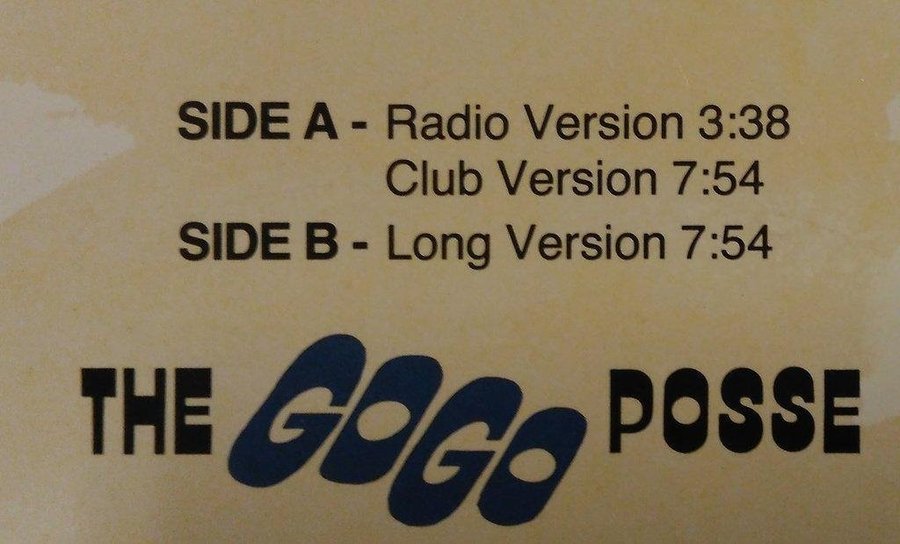 SIDE A - Radio Version 3:38
Club Version 7:54
SIDE B - Long Version 7:54
THE GOGO POSSE